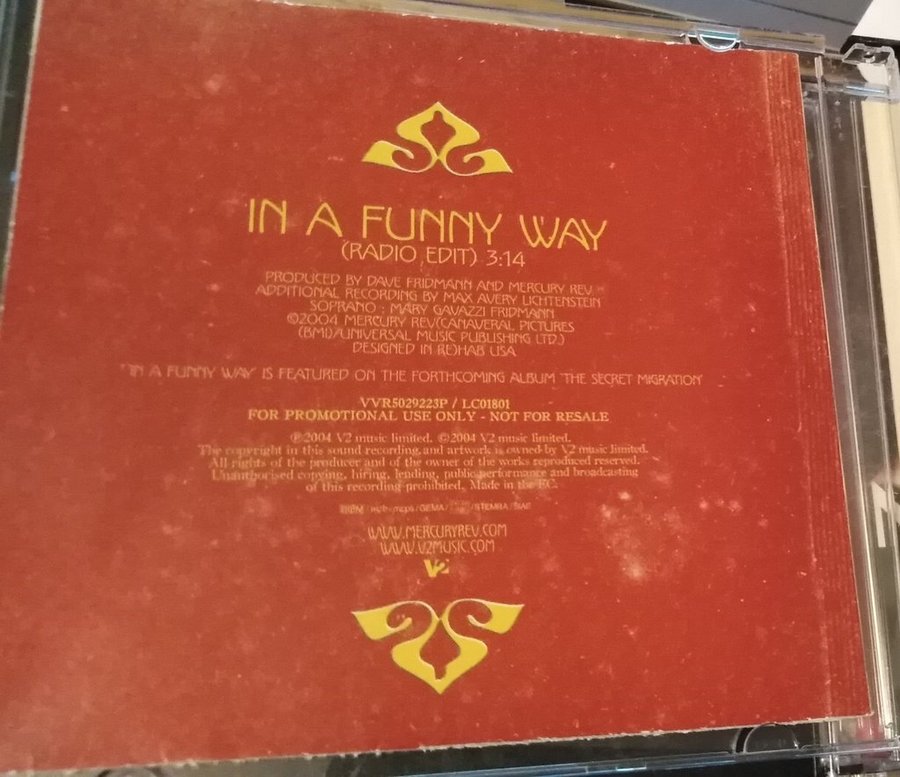 IN A FUNNY WAY
(RADIO EDIT) 3:14
PRODUCED BY DAVE FRIDMANN AND MERCURY REV
ADDITIONAL RECORDING BY MAX AVERY LICHTENSTEIN
SOPRANO : MARY GAVAZZI FRIDMANN
©2004 MERCURY REV(CANAVERAL PICTURES
(BMI)/UNIVERSAL MUSIC PUBLISHING LTD.)
DESIGNED IN REHAB USA
'IN A FUNNY WAY' IS FEATURED ON THE FORTHCOMING ALBUM 'THE SECRET MIGRATION'
VVR5029223P / LC01801
FOR PROMOTIONAL USE ONLY - NOT FOR RESALE
℗2004 V2 music limited. ©2004 V2 music limited.
The copyright in this sound recording and artwork is owned by V2 music limited.
All rights of the producer and of the owner of the works reproduced reserved.
Unauthorised copying, hiring, lending, public performance and broadcasting
of this recording prohibited. Made in the EC.
/GEMA/ /STEMRA/
WWW.MERCURYREV.COM
WWW.V2MUSIC.COM
V2